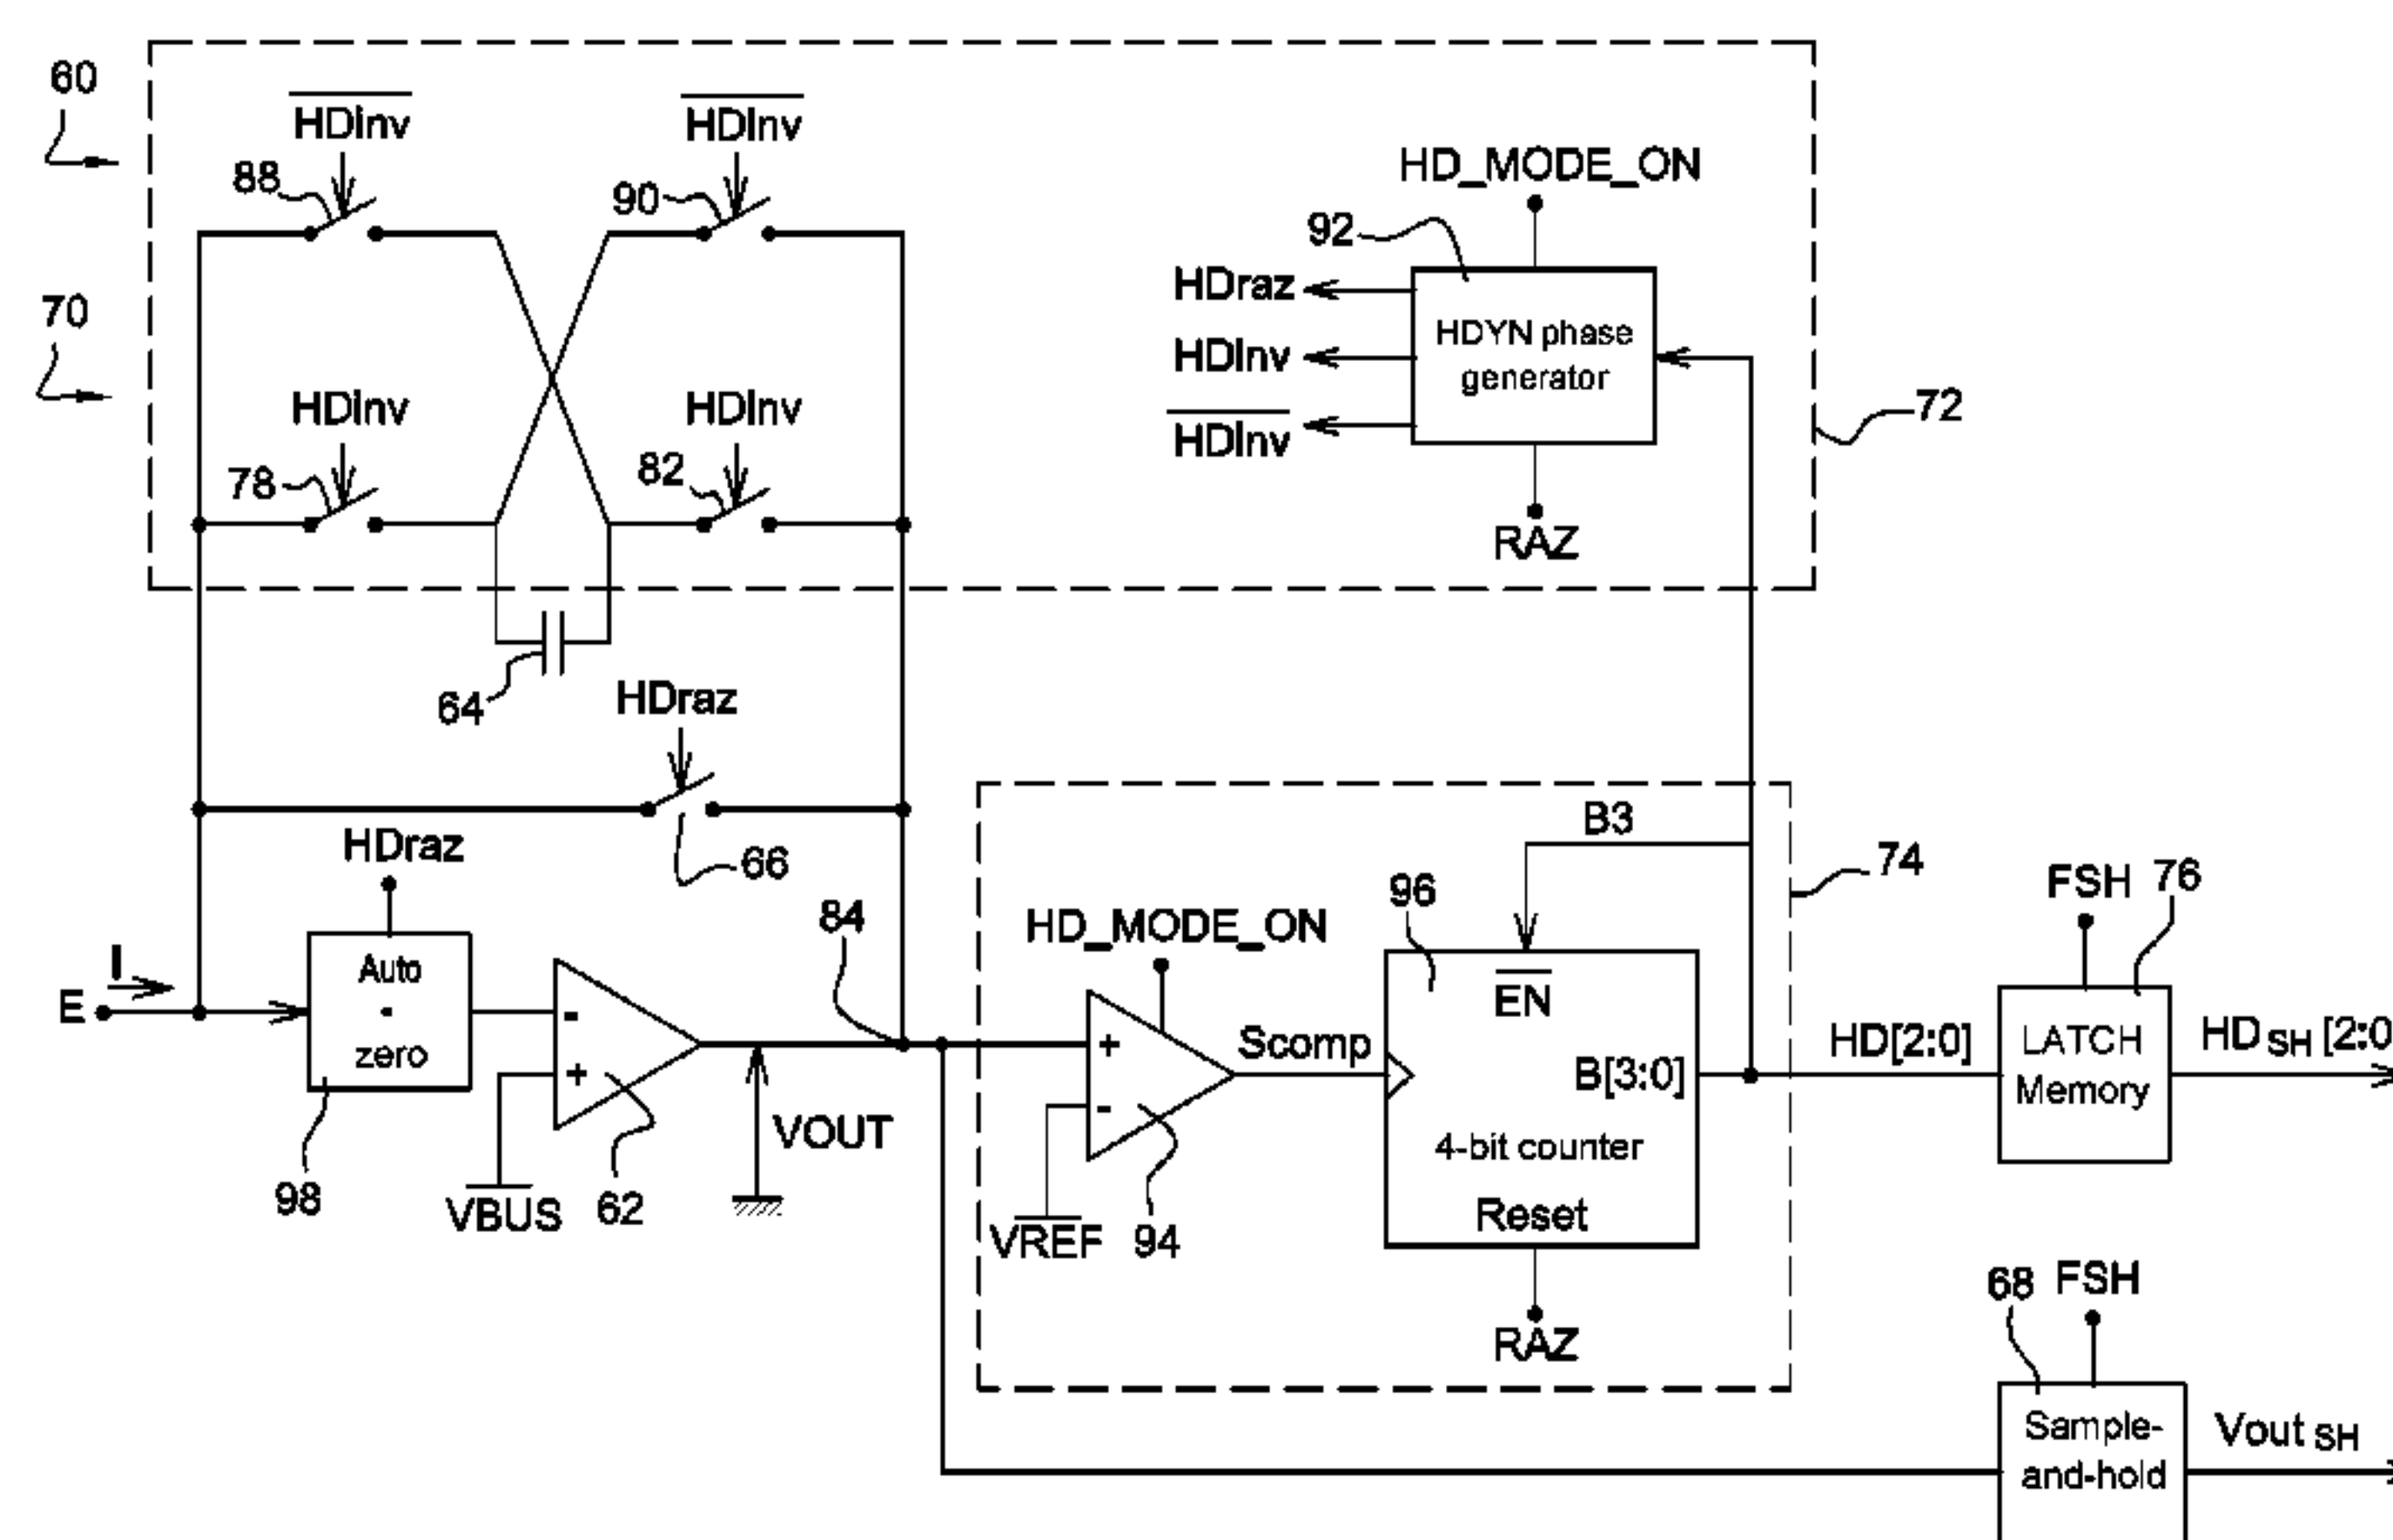 60
HDinv
HDInv
88
90
HD_MODE_ON
92
HDraz
HDYN phase
generator
HDInv
HDInv
70
HDinv
HDInv
72
78
82
RAZ
64
HDraz
66
HDraz
B3
74
84
96
FSH 76
HD_MODE_ON
I
Auto
zero
E
-
+
EN
Scomp
+
-
B[3:0]
HD[2:0]
LATCH
Memory
HD SH [2:0
VOUT
4-bit counter
98
VBUS 62
VREF 94
Reset
RAZ
68 FSH
Sample-
and-hold
Vout SH